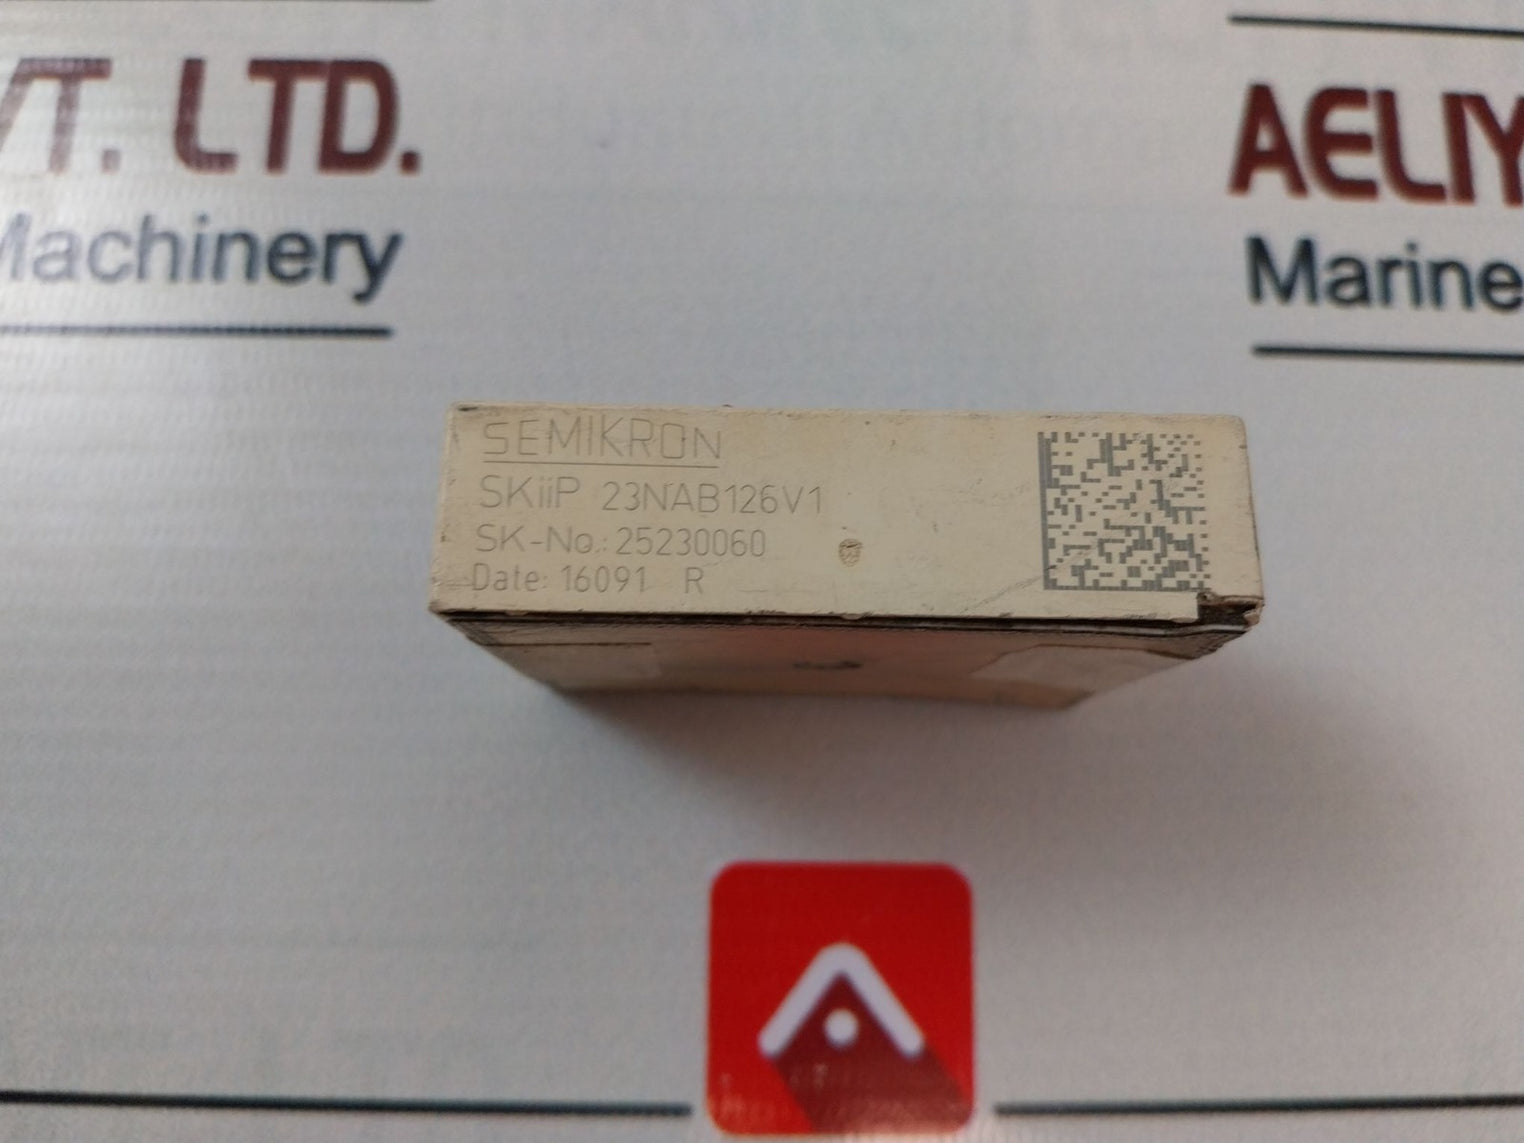 VT. LTD.
Machinery
AELIY
Marine
SEMIKRON
SKiiP 23NAB126V1
SK-No.: 25230060
Date: 16091 R